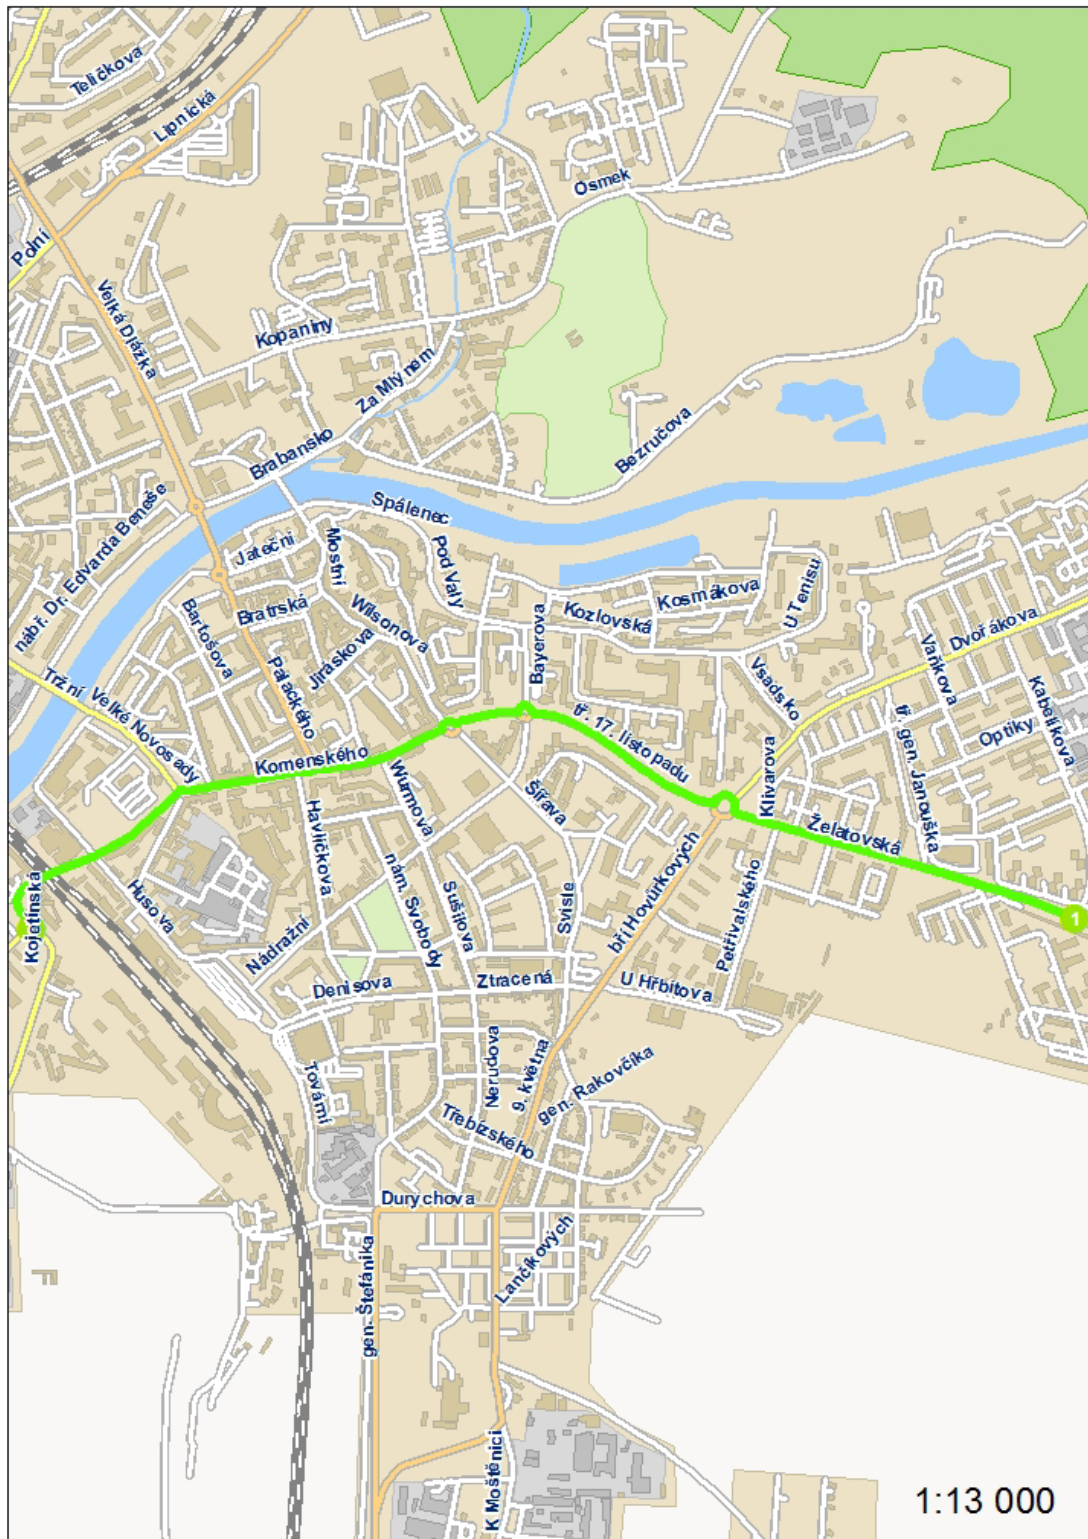 Teličkova
Lipnická
Osmek
Polní
Velká Dlážka
Kopaniny
Za Mlýnem
Bezručova
Brabansko
Spálenec
nábř. Dr. Edvarda Beneše
Jateční
Mostní
Pod Valy
Kosmákova
U Tenisu
Kozlovská
Bratrská
Wilsonova
Bartošova
Dvořákova
Jiráskova
Bayerova
Vaňkova
Vsadsko
Palackého
Kabelíkova
Tržní
Velké Novosady
tř. 17. listopadu
Optiky
tř. gen. Janouška
Komenského
Klivarova
Wurmova
Šířava
Želatovská
Havlíčkova
Kojetínská
Husova
nám. Svobody
Sušilova
Svisle
bří Hovůrkových
Petřivalského
1
Nádražní
Denisova
Ztracená
U Hřbitova
Nerudova
9. května
gen. Rakovčíka
Tovární
Třebízského
Durychova
Lančíkových
gen. Štefánika
K Moštěnici
1:13 000